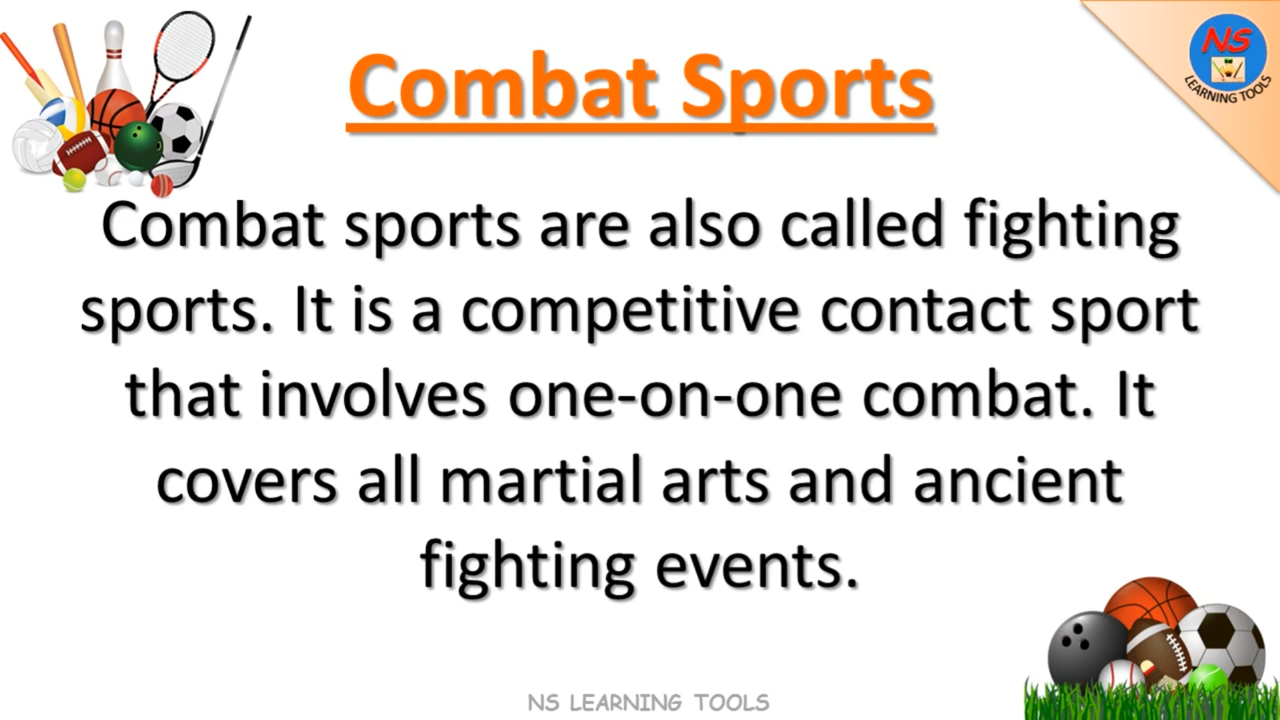 Combat Sports
NS
LEARNING TOOLS
Combat sports are also called fighting
sports. It is a competitive contact sport
that involves one-on-one combat. It
covers all martial arts and ancient
fighting events.
NS LEARNING TOOLS